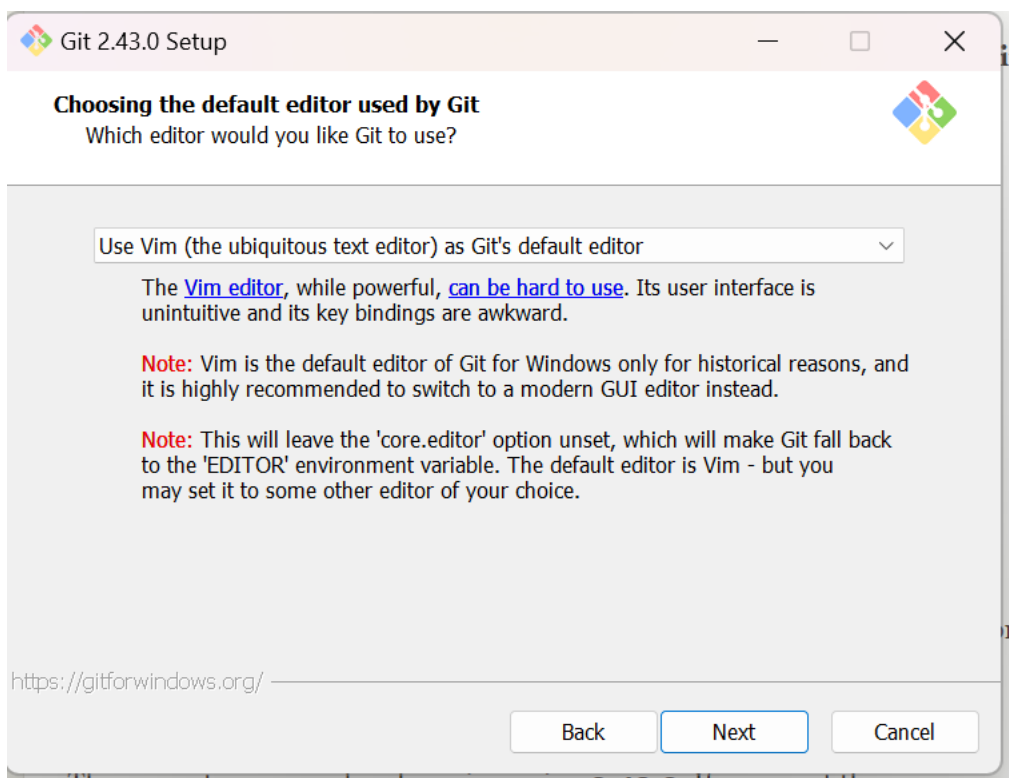 Git 2.43.0 Setup
Choosing the default editor used by Git
Which editor would you like Git to use?
Use Vim (the ubiquitous text editor) as Git's default editor
The Vim editor, while powerful, can be hard to use. Its user interface is
unintuitive and its key bindings are awkward.
Note: Vim is the default editor of Git for Windows only for historical reasons, and
it is highly recommended to switch to a modern GUI editor instead.
Note: This will leave the 'core.editor' option unset, which will make Git fall back
to the 'EDITOR' environment variable. The default editor is Vim - but you
may set it to some other editor of your choice.
https://gitforwindows.org/
Back Next Cancel